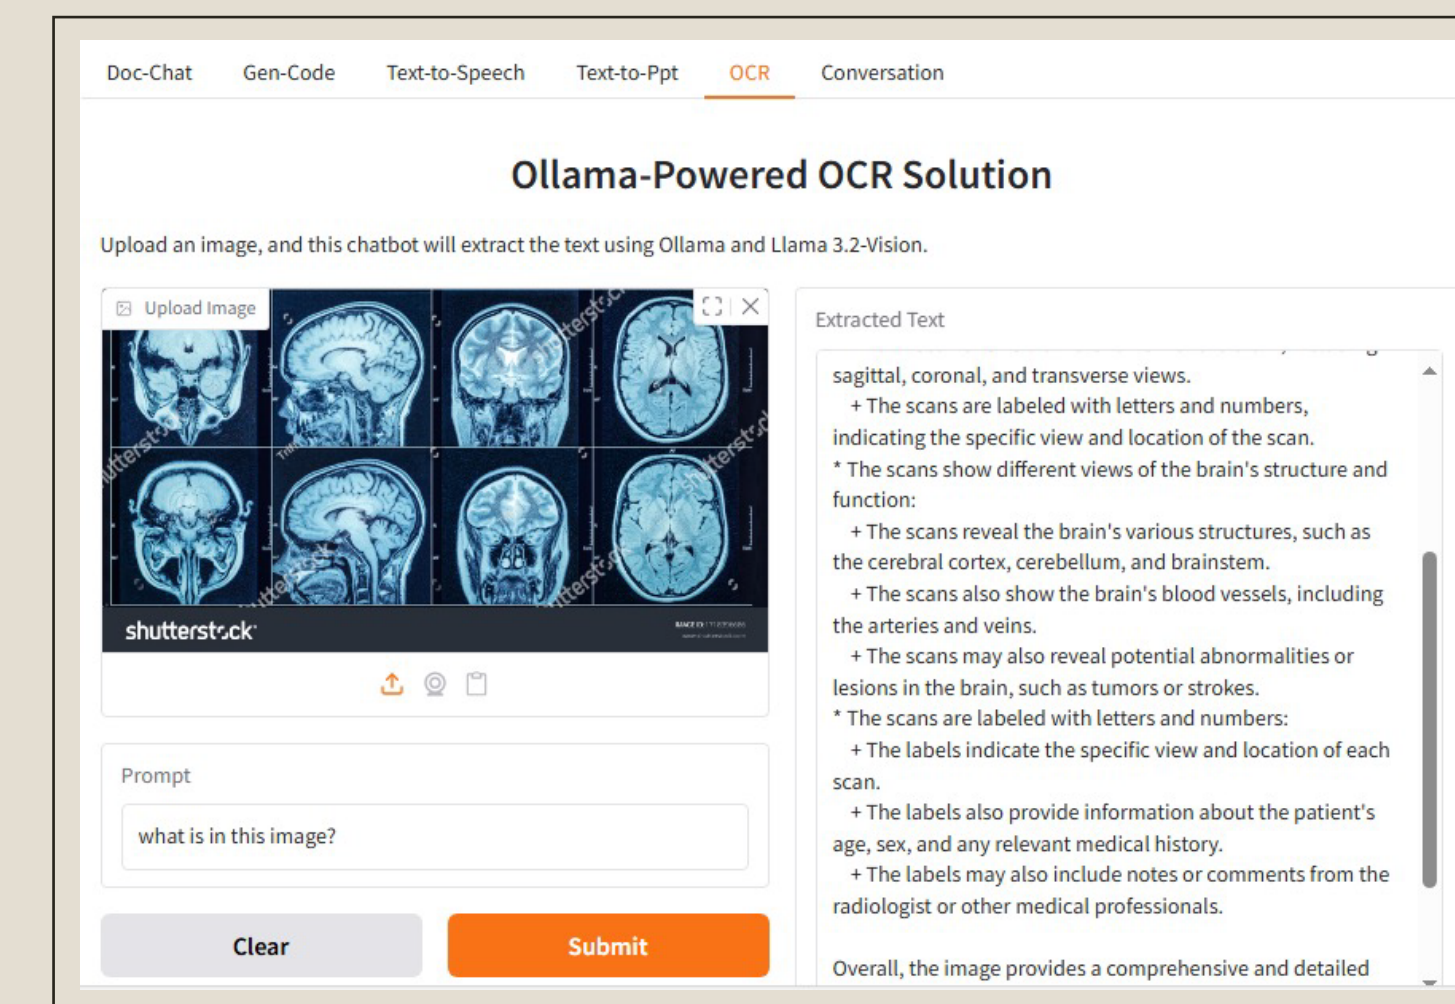 Doc-Chat Gen-Code Text-to-Speech Text-to-Ppt OCR Conversation
Ollama-Powered OCR Solution
Upload an image, and this chatbot will extract the text using Ollama and Llama 3.2-Vision.
Upload Image
shutterstock
shutterstock
shutterstock
shutterstock
shutterstock
shutterstock
IMAGE ID:
Prompt
what is in this image?
Clear
Submit
Extracted Text
sagittal, coronal, and transverse views.
+ The scans are labeled with letters and numbers,
indicating the specific view and location of the scan.
* The scans show different views of the brain's structure and
function:
+ The scans reveal the brain's various structures, such as
the cerebral cortex, cerebellum, and brainstem.
+ The scans also show the brain's blood vessels, including
the arteries and veins.
+ The scans may also reveal potential abnormalities or
lesions in the brain, such as tumors or strokes.
* The scans are labeled with letters and numbers:
+ The labels indicate the specific view and location of each
scan.
+ The labels also provide information about the patient's
age, sex, and any relevant medical history.
+ The labels may also include notes or comments from the
radiologist or other medical professionals.
Overall, the image provides a comprehensive and detailed